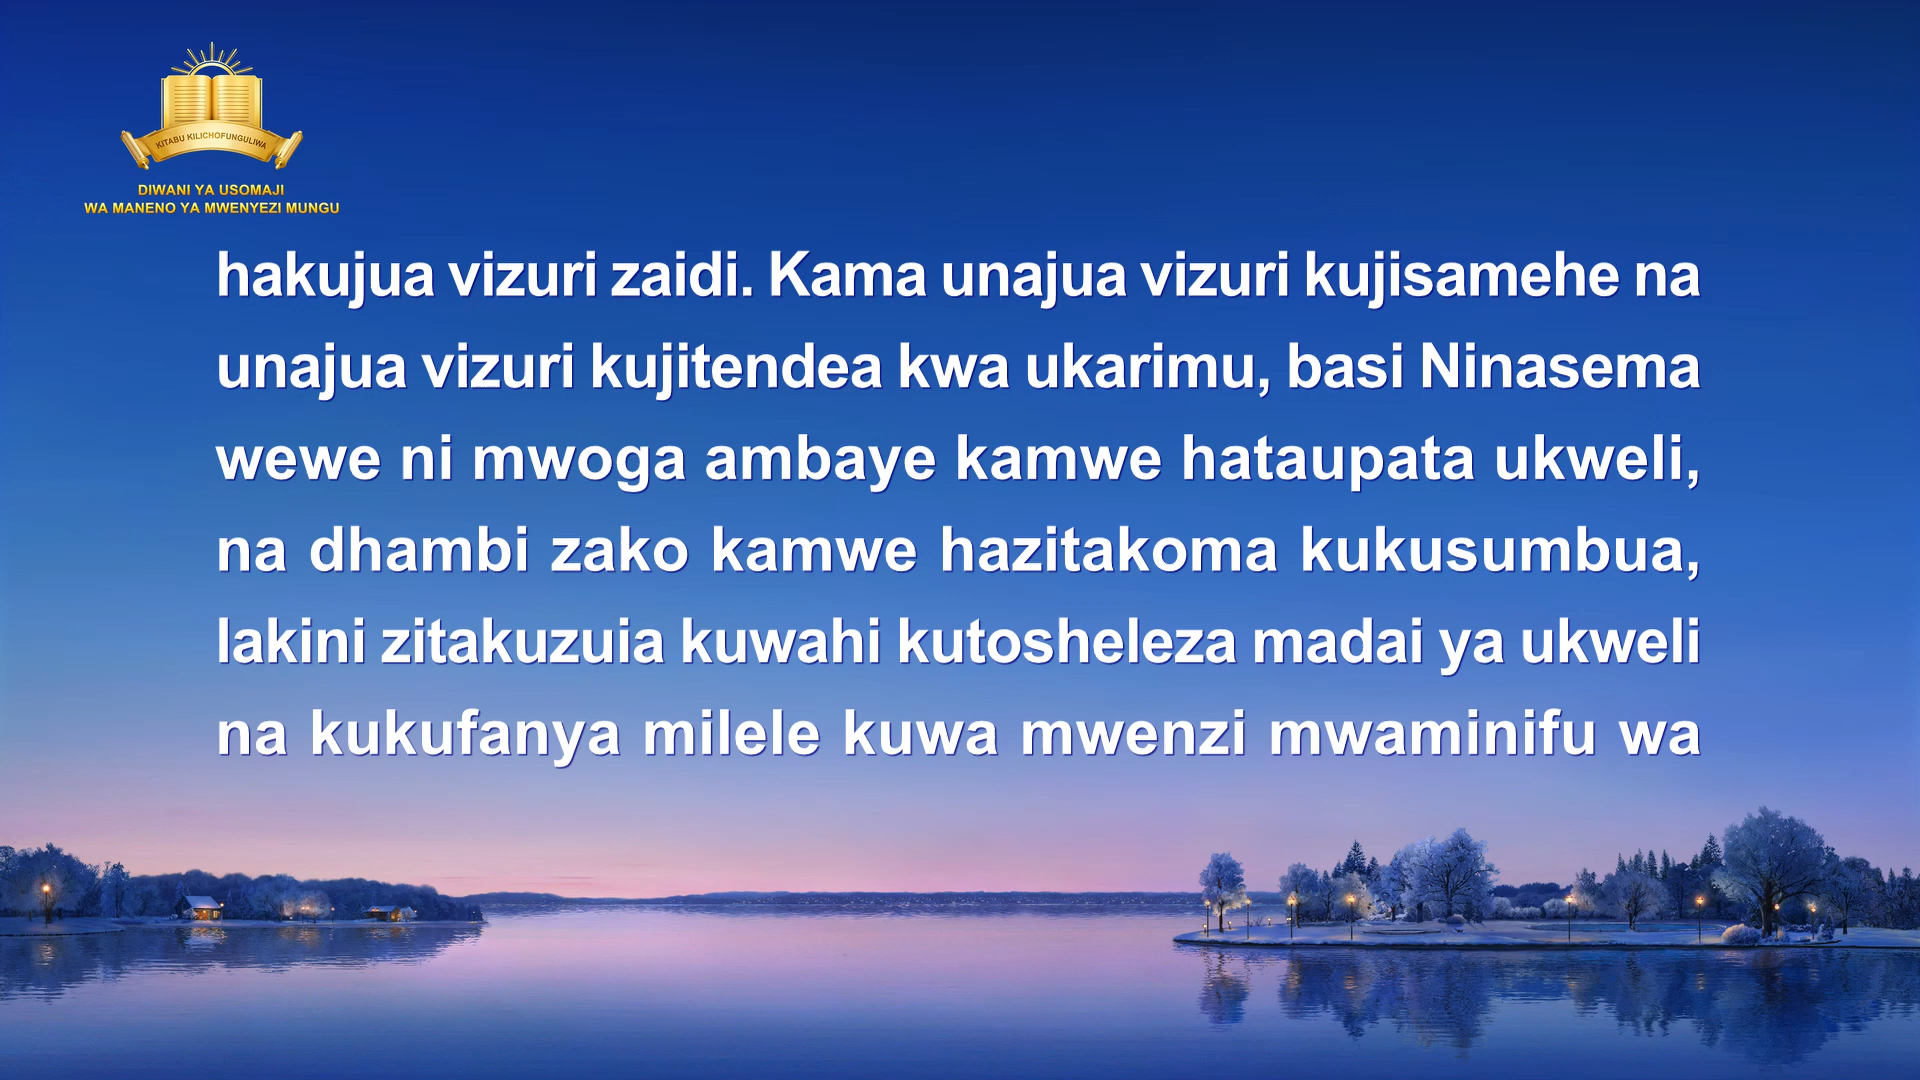 KITABU KILICHOFUNGULIWA
DIWANI YA USOMAJI
WA MANENO YA MWENYEZI MUNGU
hakujua vizuri zaidi. Kama unajua vizuri kujisamehe na
unajua vizuri kujitendea kwa ukarimu, basi Ninasema
wewe ni mwoga ambaye kamwe hataupata ukweli,
na dhambi zako kamwe hazitakoma kukusumbua,
lakini zitakuzuia kuwahi kutosheleza madai ya ukweli
na kukufanya milele kuwa mwenzi mwaminifu wa